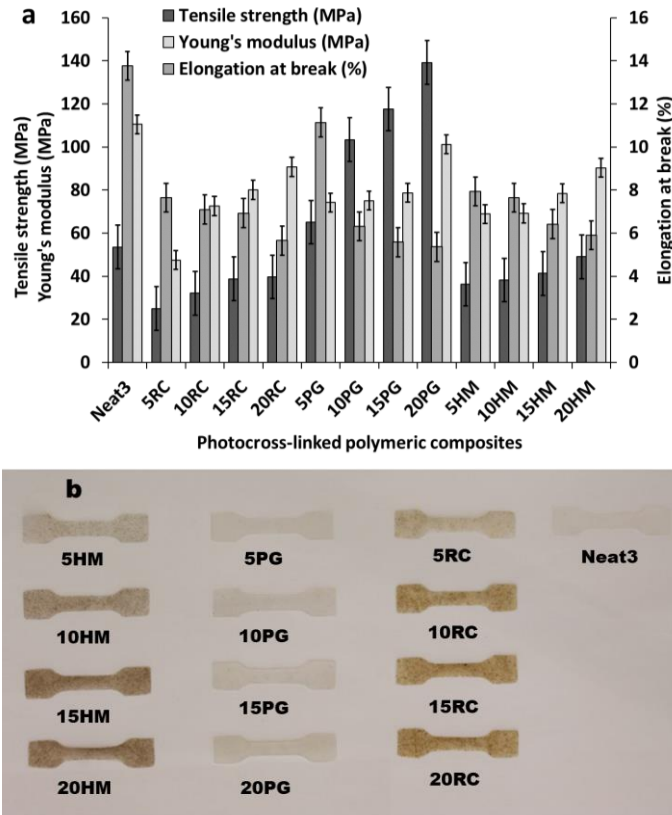 a
Tensile strength (MPa)
Young's modulus (MPa)
Elongation at break (%)
Tensile strength (MPa)
Young's modulus (MPa)
160
140
120
100
80
60
40
20
0
16
14
12
10
8
6
4
2
0
Elongation at break (%)
Neat3
5RC
10RC
15RC
20RC
5PG
10PG
15PG
20PG
5HM
10HM
15HM
20HM
Photocross-linked polymeric composites
b
5HM 5PG 5RC Neat3
10HM 10PG 10RC
15HM 15PG 15RC
20HM 20PG 20RC